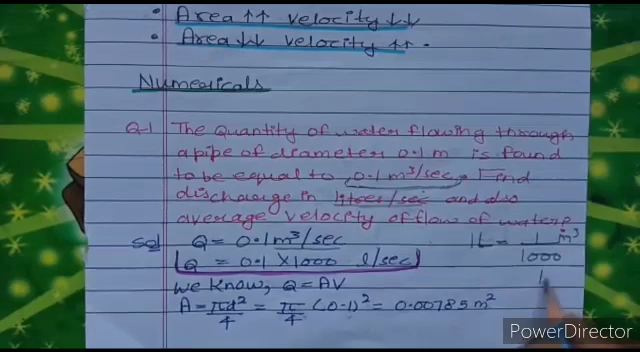 • Area ↑↑ velocity ↓↓
• Area ↓↓ velocity ↑↑.
Numericals
Q-1 The Quantity of water flowing through
a pipe of diameter 0.1 m is found
to be equal to 0.1 m³/sec. Find
discharge in litres/sec and also
average velocity of flow of water.
Sol Q = 0.1 m³/sec
Q = 0.1 × 1000 l/sec
1L = 1/1000 m³
1
we know, Q = AV
A = πd²/4 = π/4 (0.1)² = 0.00785 m²
PowerDirector